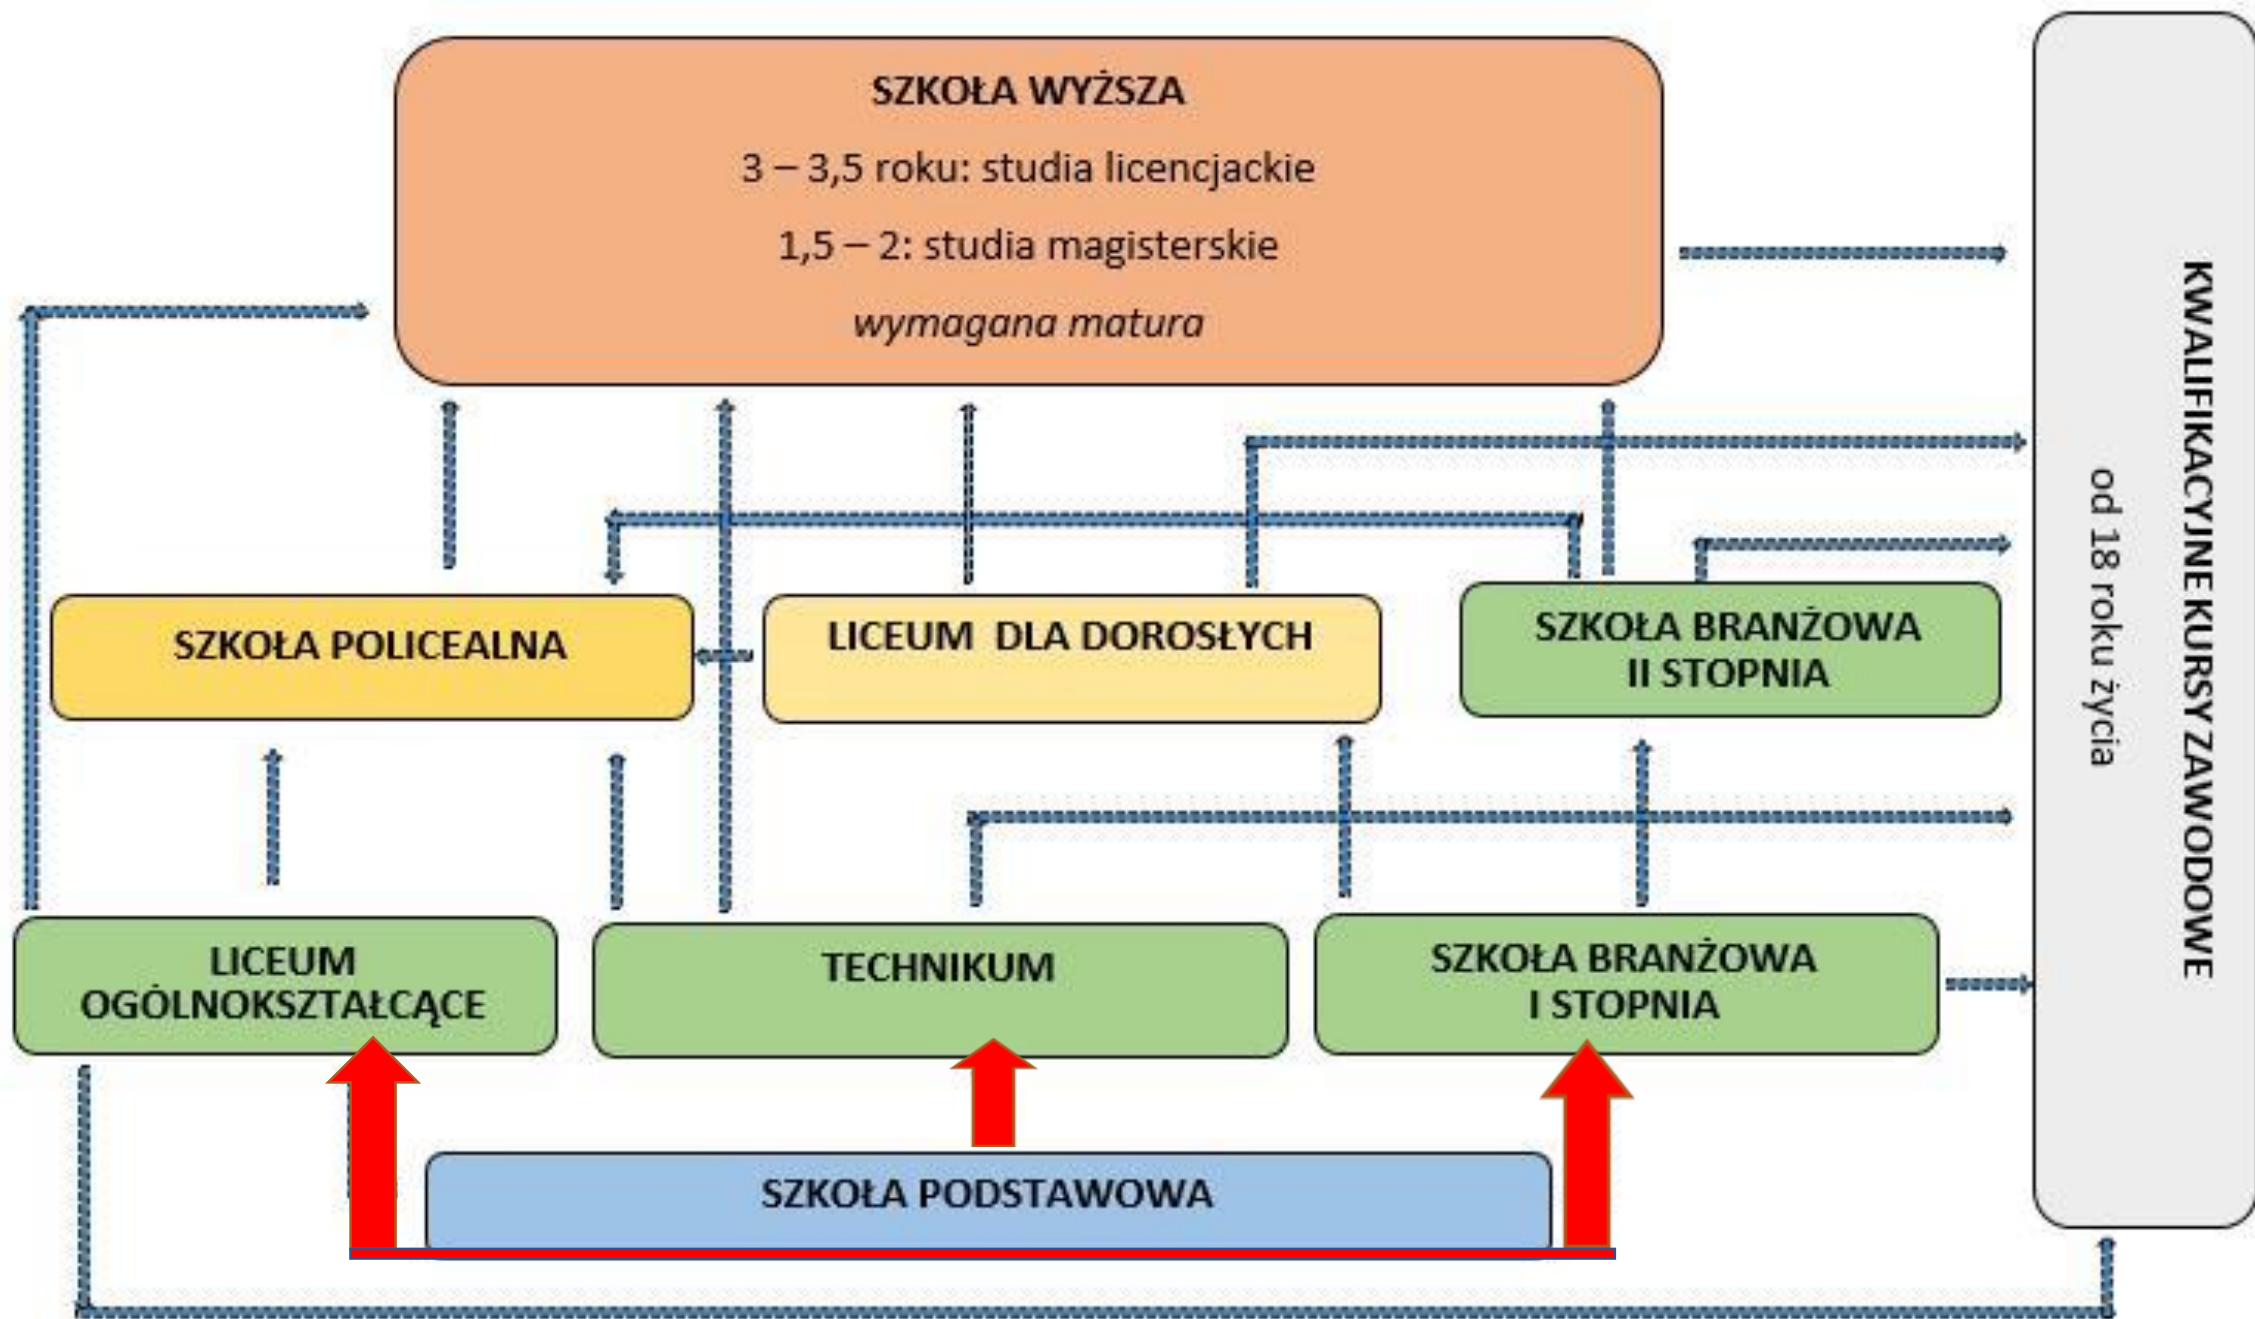 SZKOŁA WYŻSZA
3 – 3,5 roku: studia licencjackie
1,5 – 2: studia magisterskie
wymagana matura
KWALIFIKACYJNE KURSY ZAWODOWE
od 18 roku życia
SZKOŁA POLICEALNA
LICEUM DLA DOROSŁYCH
SZKOŁA BRANŻOWA
II STOPNIA
LICEUM
OGÓLNOKSZTAŁCĄCE
TECHNIKUM
SZKOŁA BRANŻOWA
I STOPNIA
SZKOŁA PODSTAWOWA